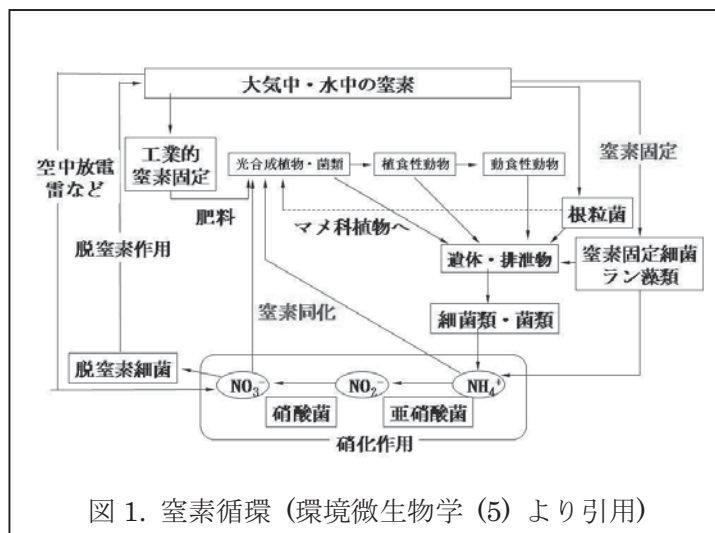 大気中・水中の窒素
空中放電
雷など
工業的
窒素固定
光合成植物・菌類
植食性動物
動食性動物
窒素固定
肥料
マメ科植物へ
根粒菌
脱窒素作用
遺体・排泄物
窒素固定細菌
ラン藻類
窒素同化
細菌類・菌類
脱窒素細菌
NO₃⁻
NO₂⁻
NH₄⁺
硝酸菌
亜硝酸菌
硝化作用
図 1. 窒素循環 (環境微生物学 (5) より引用)